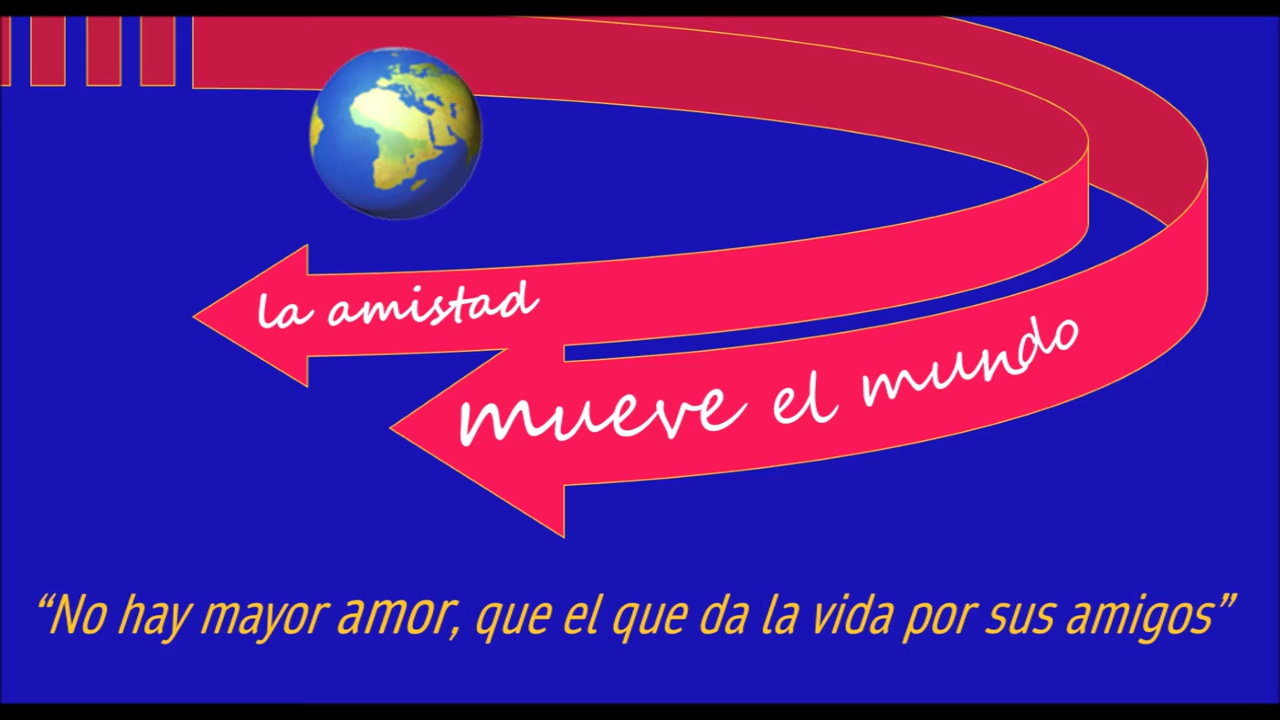 la amistad
mueve el mundo
“No hay mayor amor, que el que da la vida por sus amigos”